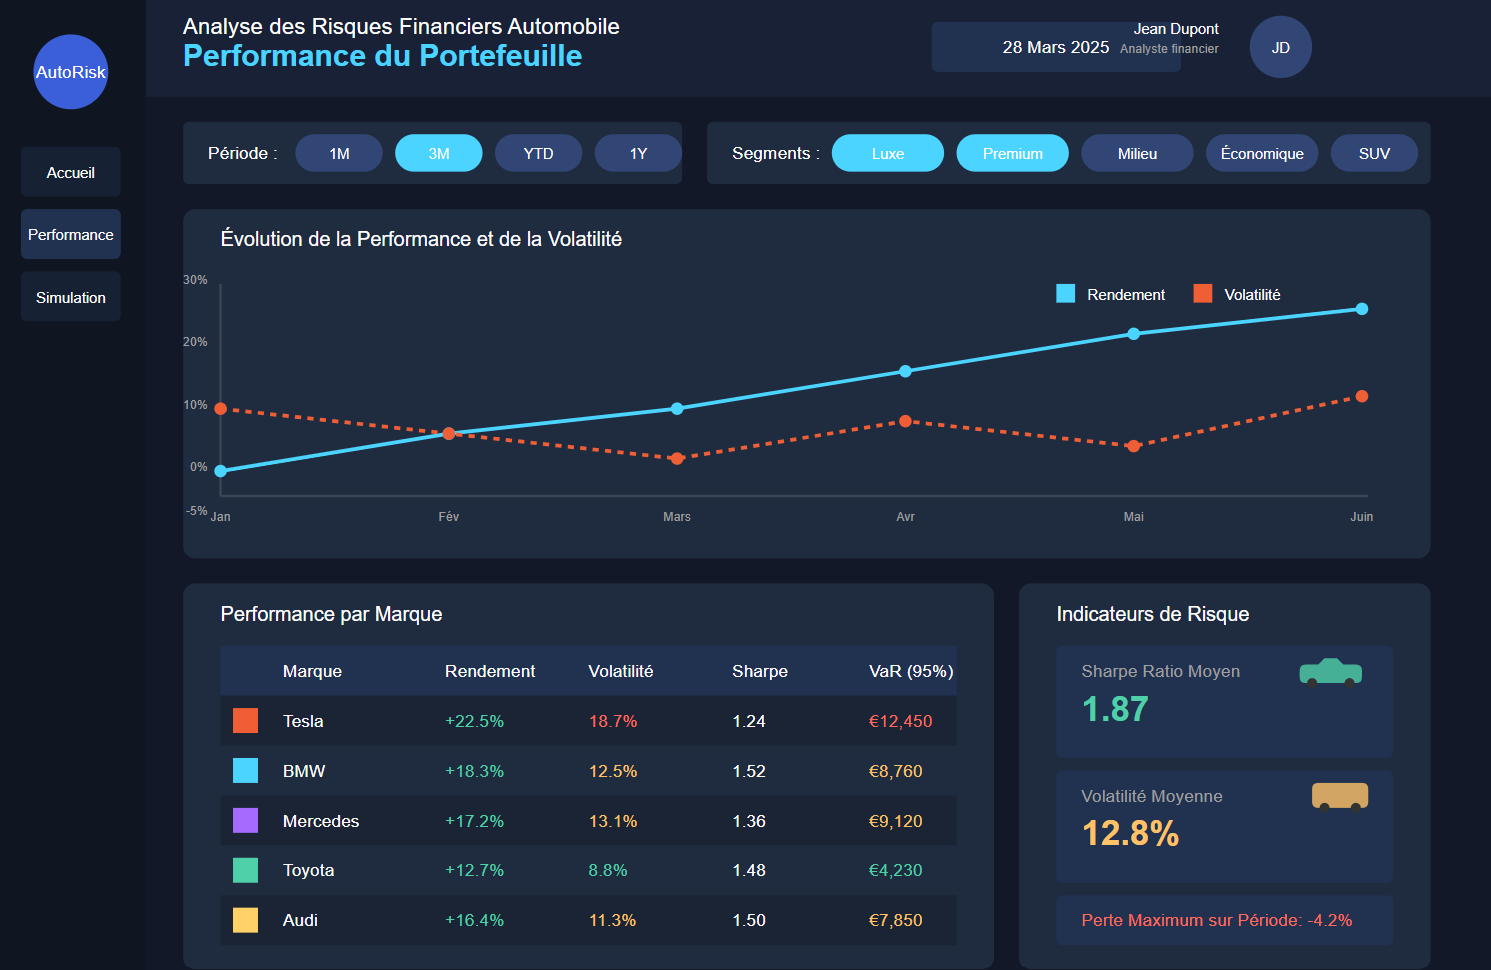 AutoRisk
Accueil
Performance
Simulation
Analyse des Risques Financiers Automobile
Performance du Portefeuille
28 Mars 2025
Jean Dupont
Analyste financier
JD
Période :
1M
3M
YTD
1Y
Segments :
Luxe
Premium
Milieu
Économique
SUV
Évolution de la Performance et de la Volatilité
Rendement
Volatilité
30%
20%
10%
0%
-5%
Jan
Fév
Mars
Avr
Mai
Juin
Performance par Marque
Marque Rendement Volatilité Sharpe VaR (95%)
Tesla +22.5% 18.7% 1.24 €12,450
BMW +18.3% 12.5% 1.52 €8,760
Mercedes +17.2% 13.1% 1.36 €9,120
Toyota +12.7% 8.8% 1.48 €4,230
Audi +16.4% 11.3% 1.50 €7,850
Indicateurs de Risque
Sharpe Ratio Moyen
1.87
Volatilité Moyenne
12.8%
Perte Maximum sur Période: -4.2%